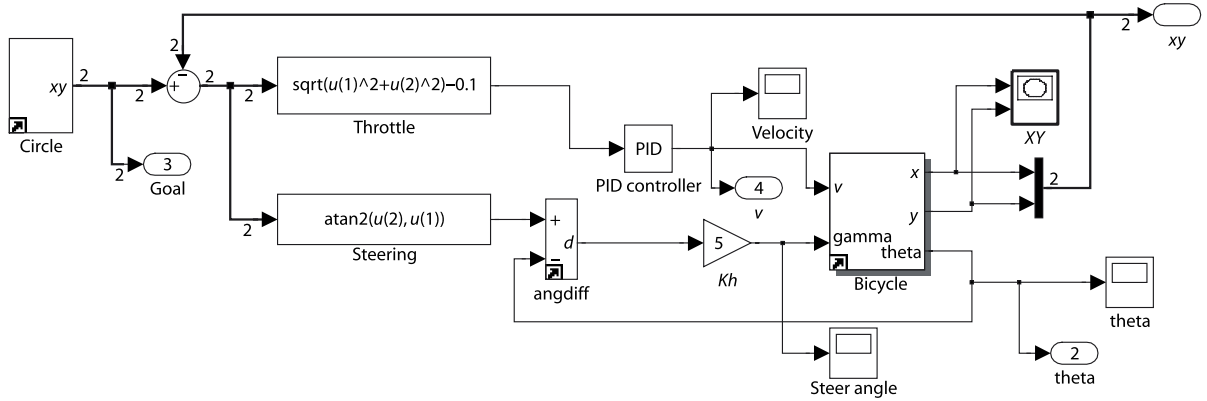 2
2
xy
xy
2
2
−
+
2
2
sqrt(u(1)^2+u(2)^2)−0.1
Throttle
Circle
2
3
Goal
PID
PID controller
Velocity
4
v
XY
x
y
v
gamma
theta
Bicycle
2
2
atan2(u(2),u(1))
Steering
+
−
d
angdiff
5
Kh
Steer angle
theta
2
theta